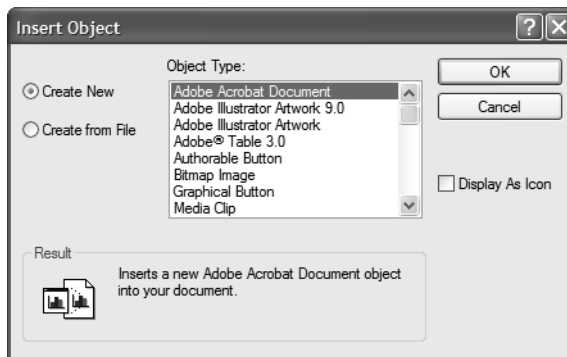 Insert Object
Object Type:
Create New
Create from File
Adobe Acrobat Document
Adobe Illustrator Artwork 9.0
Adobe Illustrator Artwork
Adobe® Table 3.0
Authorable Button
Bitmap Image
Graphical Button
Media Clip
OK
Cancel
Display As Icon
Result
Inserts a new Adobe Acrobat Document object
into your document.